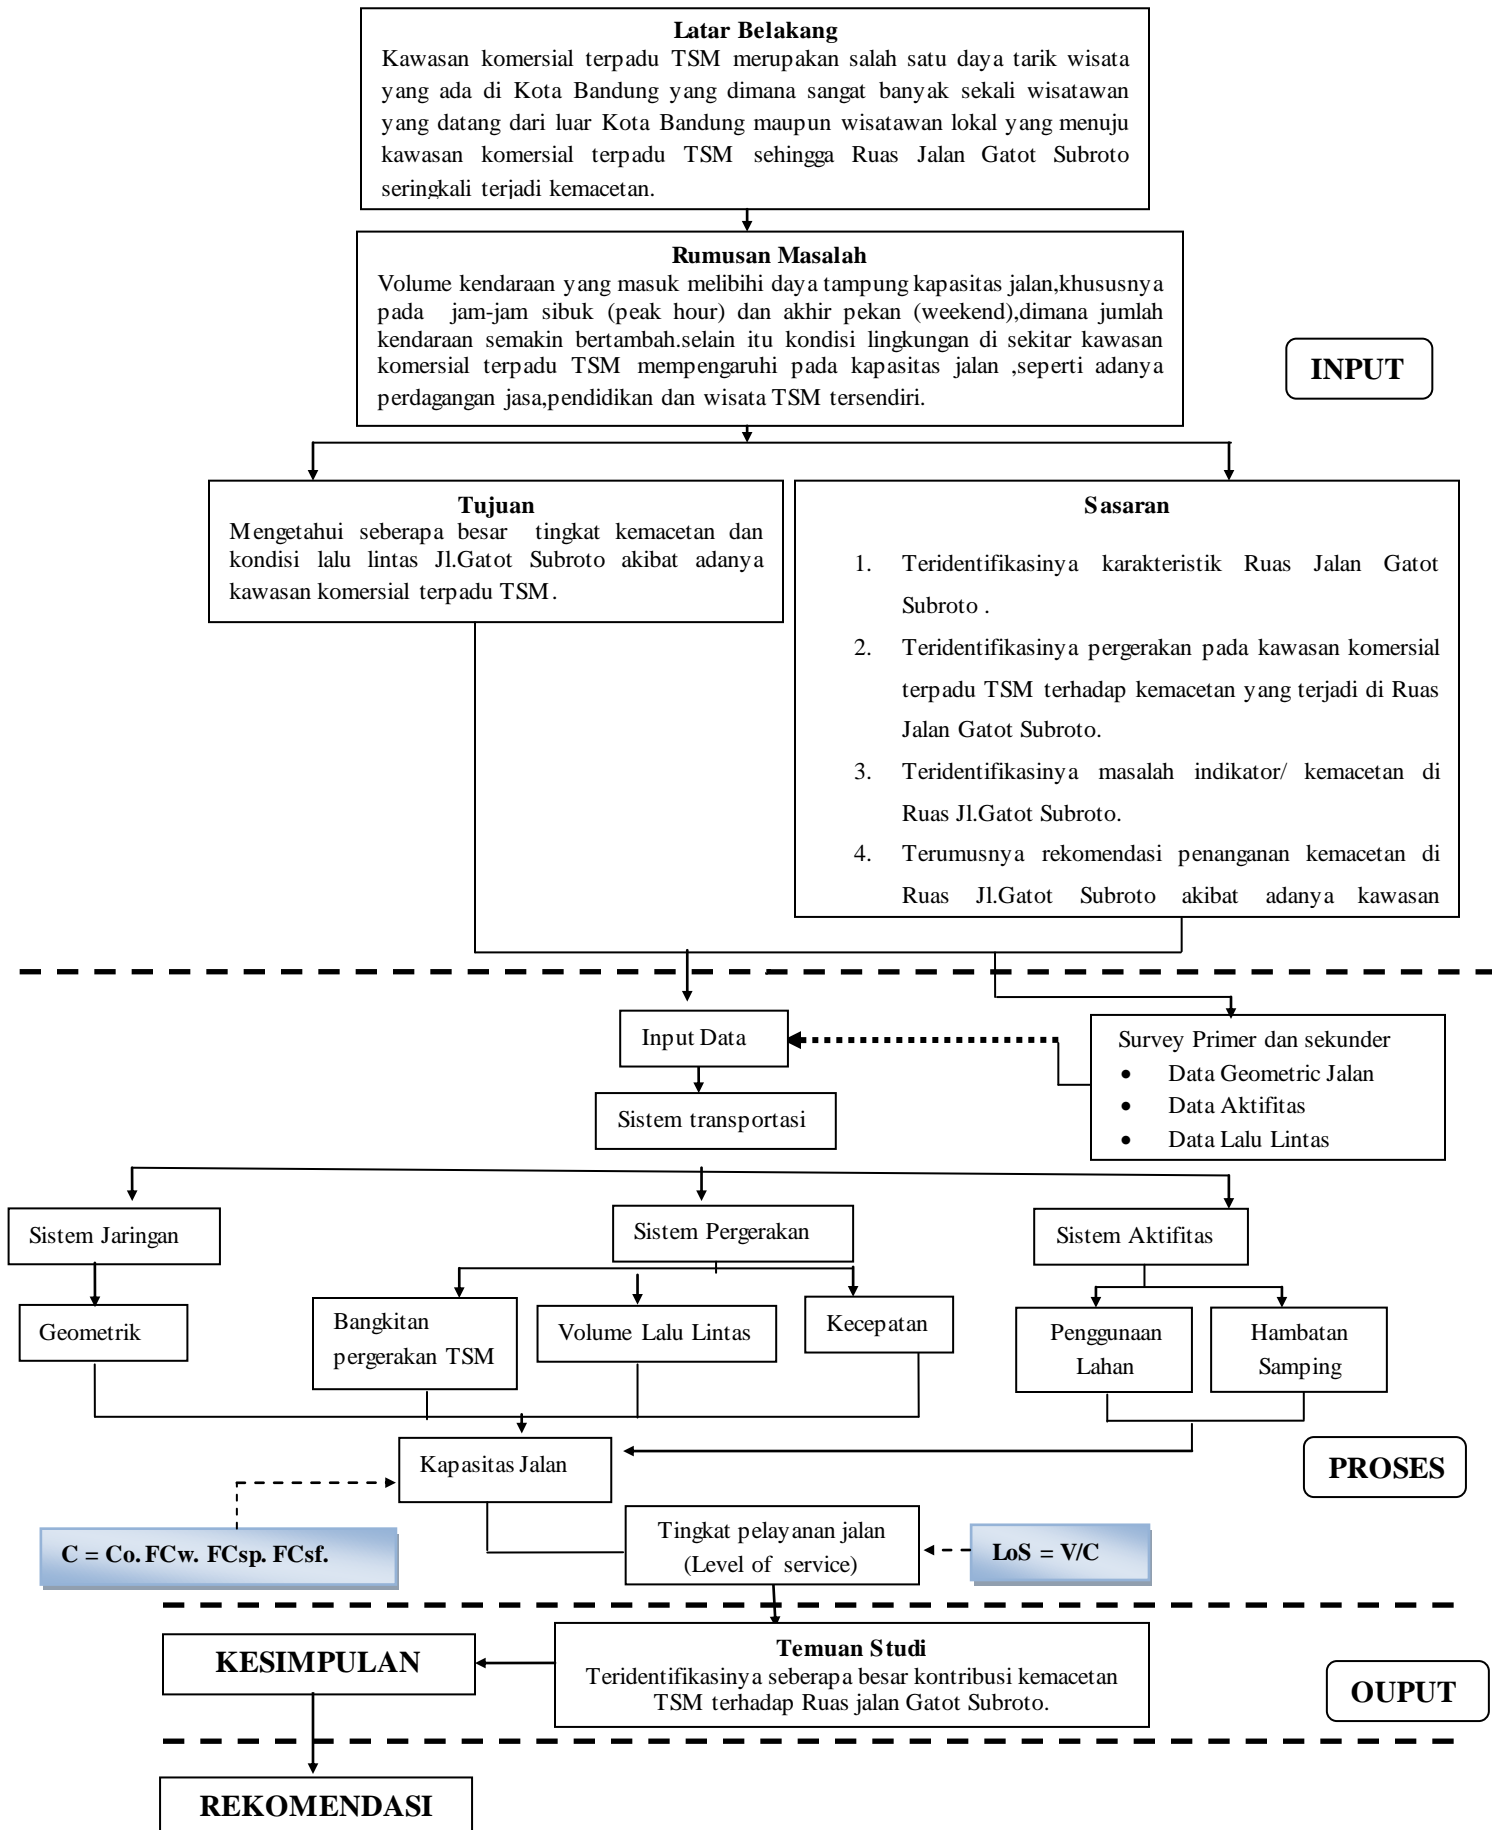 Latar Belakang
Kawasan komersial terpadu TSM merupakan salah satu daya tarik wisata
yang ada di Kota Bandung yang dimana sangat banyak sekali wisatawan
yang datang dari luar Kota Bandung maupun wisatawan lokal yang menuju
kawasan komersial terpadu TSM sehingga Ruas Jalan Gatot Subroto
seringkali terjadi kemacetan.
Rumusan Masalah
Volume kendaraan yang masuk melibihi daya tampung kapasitas jalan,khususnya
pada jam-jam sibuk (peak hour) dan akhir pekan (weekend),dimana jumlah
kendaraan semakin bertambah.selain itu kondisi lingkungan di sekitar kawasan
komersial terpadu TSM mempengaruhi pada kapasitas jalan ,seperti adanya
perdagangan jasa,pendidikan dan wisata TSM tersendiri.
INPUT
Tujuan
Mengetahui seberapa besar tingkat kemacetan dan
kondisi lalu lintas Jl.Gatot Subroto akibat adanya
kawasan komersial terpadu TSM.
Sasaran
1. Teridentifikasinya karakteristik Ruas Jalan Gatot
Subroto .
2. Teridentifikasinya pergerakan pada kawasan komersial
terpadu TSM terhadap kemacetan yang terjadi di Ruas
Jalan Gatot Subroto.
3. Teridentifikasinya masalah indikator/ kemacetan di
Ruas Jl.Gatot Subroto.
4. Terumusnya rekomendasi penanganan kemacetan di
Ruas Jl.Gatot Subroto akibat adanya kawasan
Input Data
Survey Primer dan sekunder
• Data Geometric Jalan
• Data Aktifitas
• Data Lalu Lintas
Sistem transportasi
Sistem Jaringan
Sistem Pergerakan
Sistem Aktifitas
Geometrik
Bangkitan
pergerakan TSM
Volume Lalu Lintas
Kecepatan
Penggunaan
Lahan
Hambatan
Samping
Kapasitas Jalan
PROSES
C = Co. FCw. FCsp. FCsf.
Tingkat pelayanan jalan
(Level of service)
LoS = V/C
KESIMPULAN
Temuan Studi
Teridentifikasinya seberapa besar kontribusi kemacetan
TSM terhadap Ruas jalan Gatot Subroto.
OUPUT
REKOMENDASI